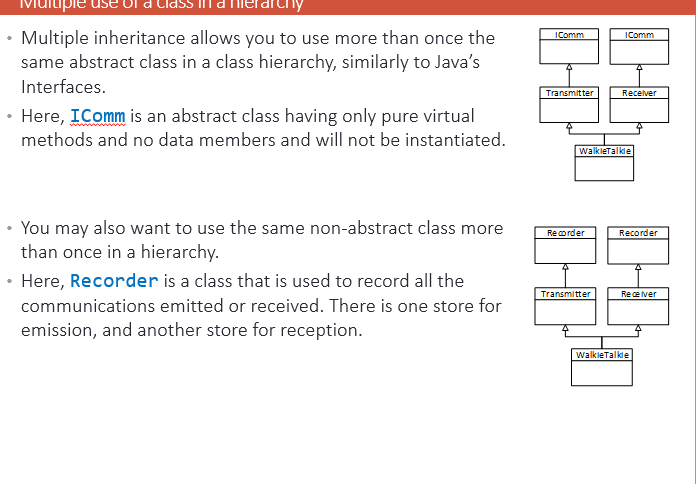 Multiple use of a class in a hierarchy
• Multiple inheritance allows you to use more than once the
same abstract class in a class hierarchy, similarly to Java's
Interfaces.
• Here, IComm is an abstract class having only pure virtual
methods and no data members and will not be instantiated.
IComm IComm
Transmitter Receiver
WalkieTalkie
• You may also want to use the same non-abstract class more
than once in a hierarchy.
• Here, Recorder is a class that is used to record all the
communications emitted or received. There is one store for
emission, and another store for reception.
Recorder Recorder
Transmitter Receiver
WalkieTalkie